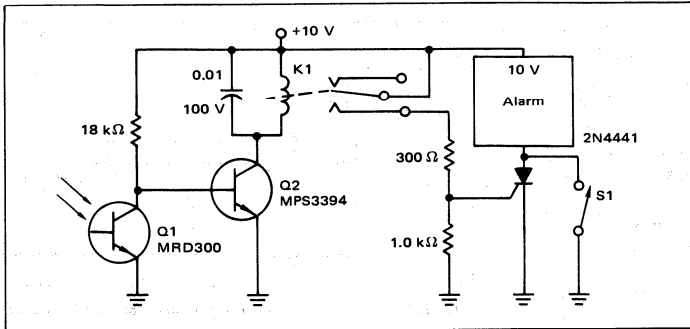 +10 V
0.01
100 V
K1
10 V
Alarm
18 kΩ
2N4441
300 Ω
Q2
MPS3394
S1
Q1
MRD300
1.0 kΩ